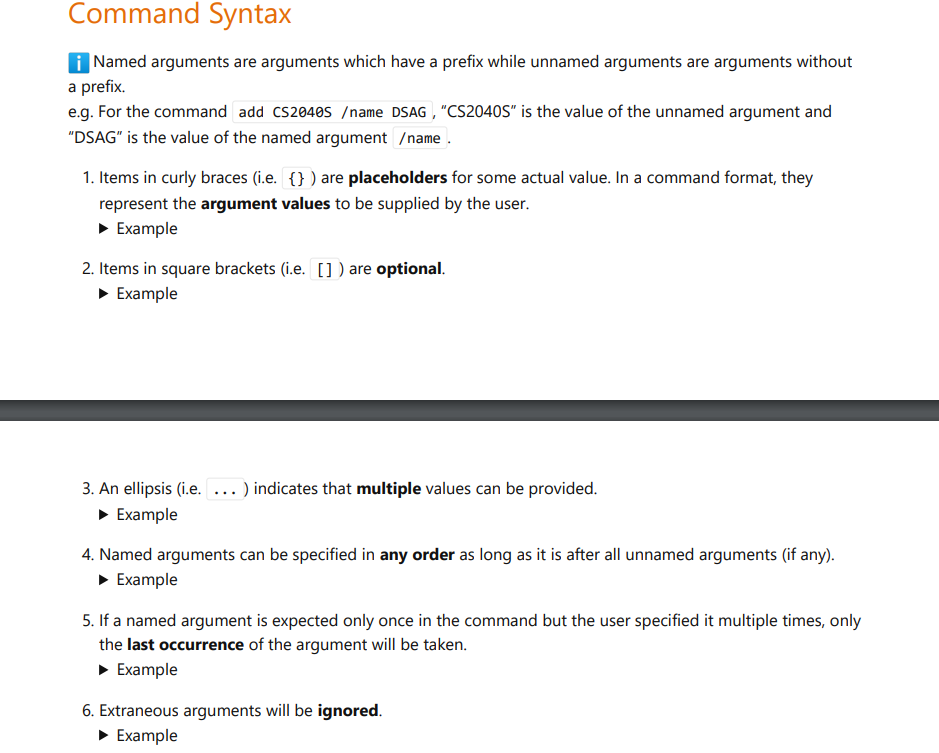 Command Syntax
i Named arguments are arguments which have a prefix while unnamed arguments are arguments without
a prefix.
e.g. For the command add CS2040S /name DSAG , “CS2040S” is the value of the unnamed argument and
“DSAG” is the value of the named argument /name .
1. Items in curly braces (i.e. {} ) are placeholders for some actual value. In a command format, they
represent the argument values to be supplied by the user.
▶ Example
2. Items in square brackets (i.e. [] ) are optional.
▶ Example
3. An ellipsis (i.e. ... ) indicates that multiple values can be provided.
▶ Example
4. Named arguments can be specified in any order as long as it is after all unnamed arguments (if any).
▶ Example
5. If a named argument is expected only once in the command but the user specified it multiple times, only
the last occurrence of the argument will be taken.
▶ Example
6. Extraneous arguments will be ignored.
▶ Example